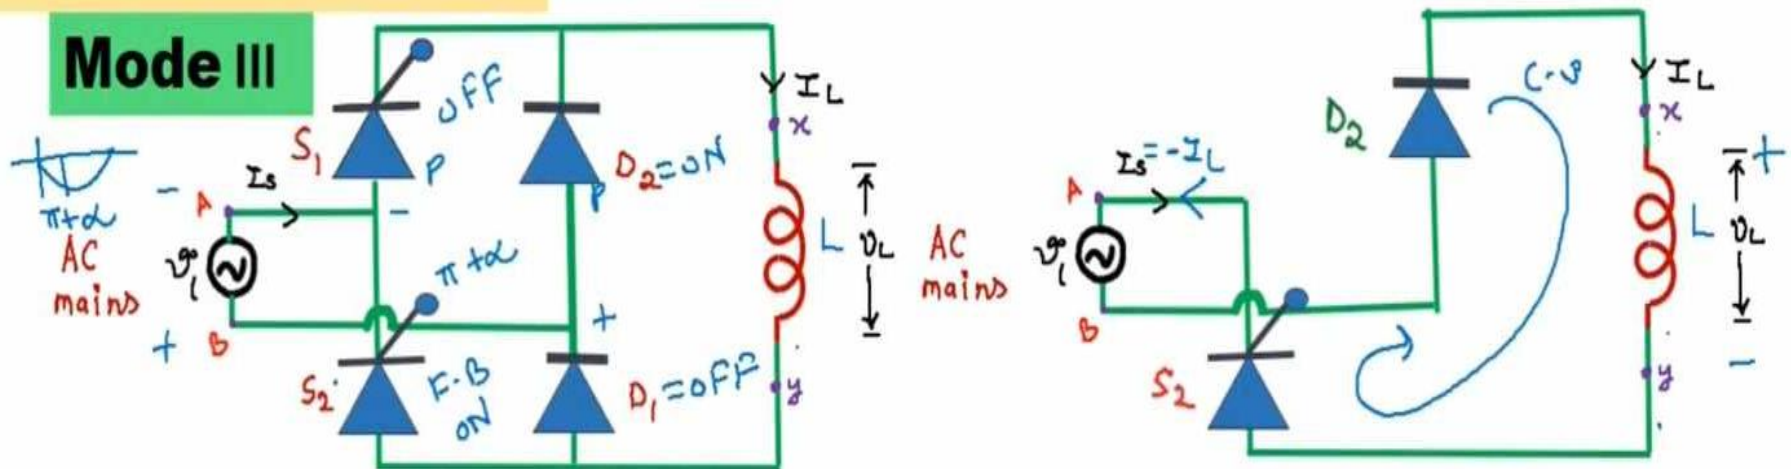 Mode III
OFF
S₁
P
D₂=ON
P
I_L
x
L
v_L
y
π+α
-
A
I_s
-
AC
mains
v_i
π+α
+ B
+
S₂
F-B
ON
D₁=OFF
D₂
I_L
x
I_s=-I_L
A
AC
mains
v_i
B
S₂
L
v_L
+
-
y